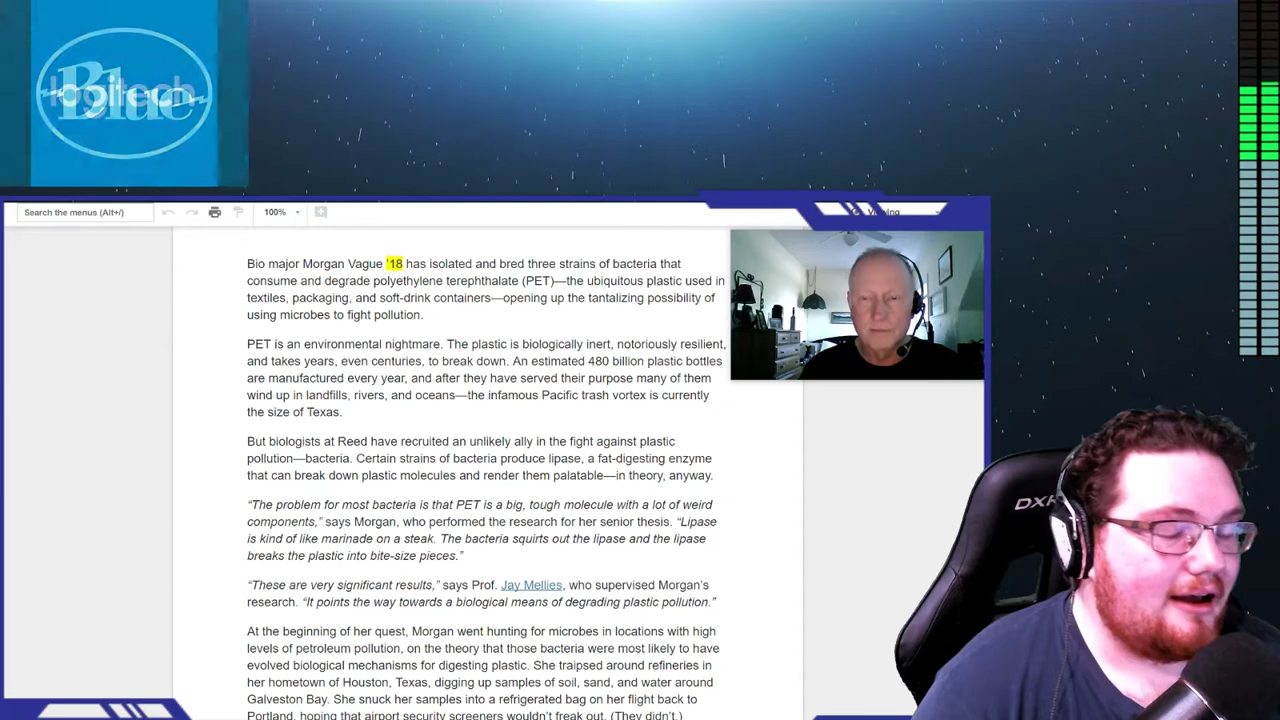 Blue
logitech
Search the menus (Alt+/)
100%
Bio major Morgan Vague '18 has isolated and bred three strains of bacteria that
consume and degrade polyethylene terephthalate (PET)—the ubiquitous plastic used in
textiles, packaging, and soft-drink containers—opening up the tantalizing possibility of
using microbes to fight pollution.
PET is an environmental nightmare. The plastic is biologically inert, notoriously resilient,
and takes years, even centuries, to break down. An estimated 480 billion plastic bottles
are manufactured every year, and after they have served their purpose many of them
wind up in landfills, rivers, and oceans—the infamous Pacific trash vortex is currently
the size of Texas.
But biologists at Reed have recruited an unlikely ally in the fight against plastic
pollution—bacteria. Certain strains of bacteria produce lipase, a fat-digesting enzyme
that can break down plastic molecules and render them palatable—in theory, anyway.
“The problem for most bacteria is that PET is a big, tough molecule with a lot of weird
components,” says Morgan, who performed the research for her senior thesis. “Lipase
is kind of like marinade on a steak. The bacteria squirts out the lipase and the lipase
breaks the plastic into bite-size pieces.”
“These are very significant results,” says Prof. Jay Mellies, who supervised Morgan’s
research. “It points the way towards a biological means of degrading plastic pollution.”
At the beginning of her quest, Morgan went hunting for microbes in locations with high
levels of petroleum pollution, on the theory that those bacteria were most likely to have
evolved biological mechanisms for digesting plastic. She traipsed around refineries in
her hometown of Houston, Texas, digging up samples of soil, sand, and water around
Galveston Bay. She snuck her samples into a refrigerated bag on her flight back to
Portland, hoping that airport security screeners wouldn’t freak out. (They didn’t.)
DXR